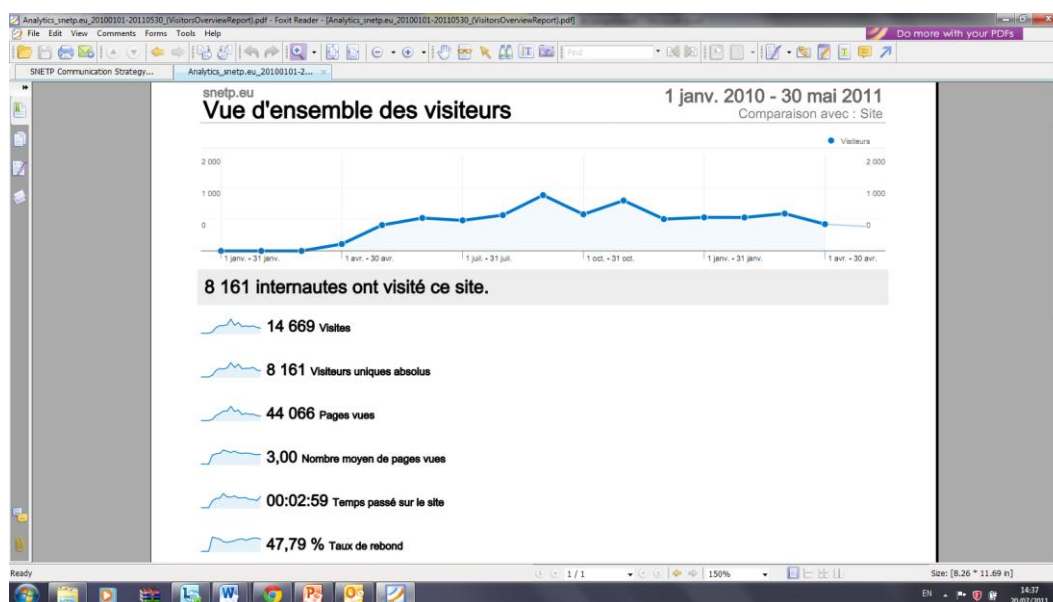 Analytics_snetp.eu_20100101-20110530_(VisitorsOverviewReport).pdf - Foxit Reader - [Analytics_snetp.eu_20100101-20110530_(VisitorsOverviewReport).pdf]
File Edit View Comments Forms Tools Help
Do more with your PDFs
Find
SNETP Communication Strategy...
Analytics_snetp.eu_20100101-2...
snetp.eu
Vue d'ensemble des visiteurs
1 janv. 2010 - 30 mai 2011
Comparaison avec : Site
Visiteurs
2 000 2 000
1 000 1 000
0 0
1 janv. - 31 janv. 1 avr. - 30 avr. 1 juil. - 31 juil. 1 oct. - 31 oct. 1 janv. - 31 janv. 1 avr. - 30 avr.
8 161 internautes ont visité ce site.
14 669 Visites
8 161 Visiteurs uniques absolus
44 066 Pages vues
3,00 Nombre moyen de pages vues
00:02:59 Temps passé sur le site
47,79 % Taux de rebond
Ready
1 / 1
150%
Size: [8.26 * 11.69 in]
EN
14:37
20/07/2011